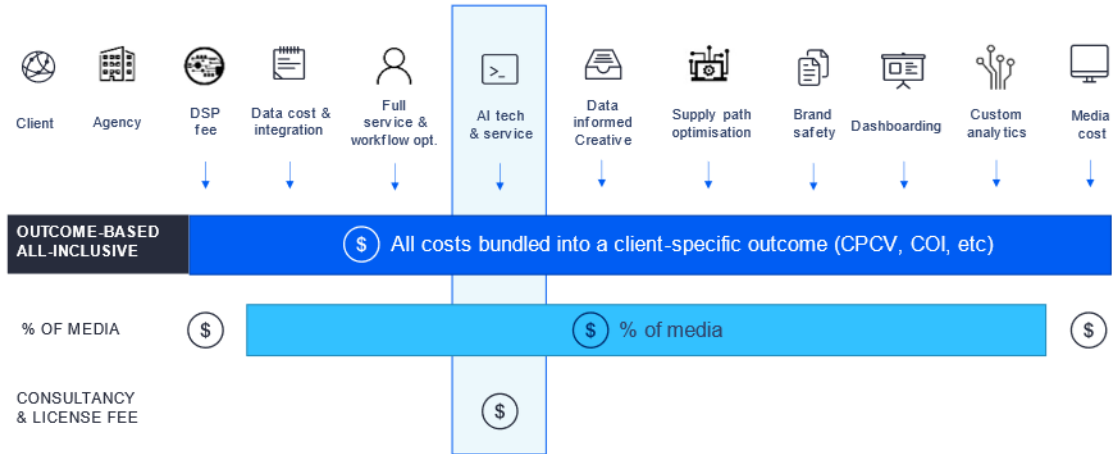 Client
Agency
DSP
fee
Data cost &
integration
Full
service &
workflow opt.
>_
AI tech
& service
Data
informed
Creative
Supply path
optimisation
Brand
safety
Dashboarding
Custom
analytics
Media
cost
OUTCOME-BASED
ALL-INCLUSIVE
$ All costs bundled into a client-specific outcome (CPCV, COI, etc)
% OF MEDIA
$
$ % of media
$
CONSULTANCY
& LICENSE FEE
$